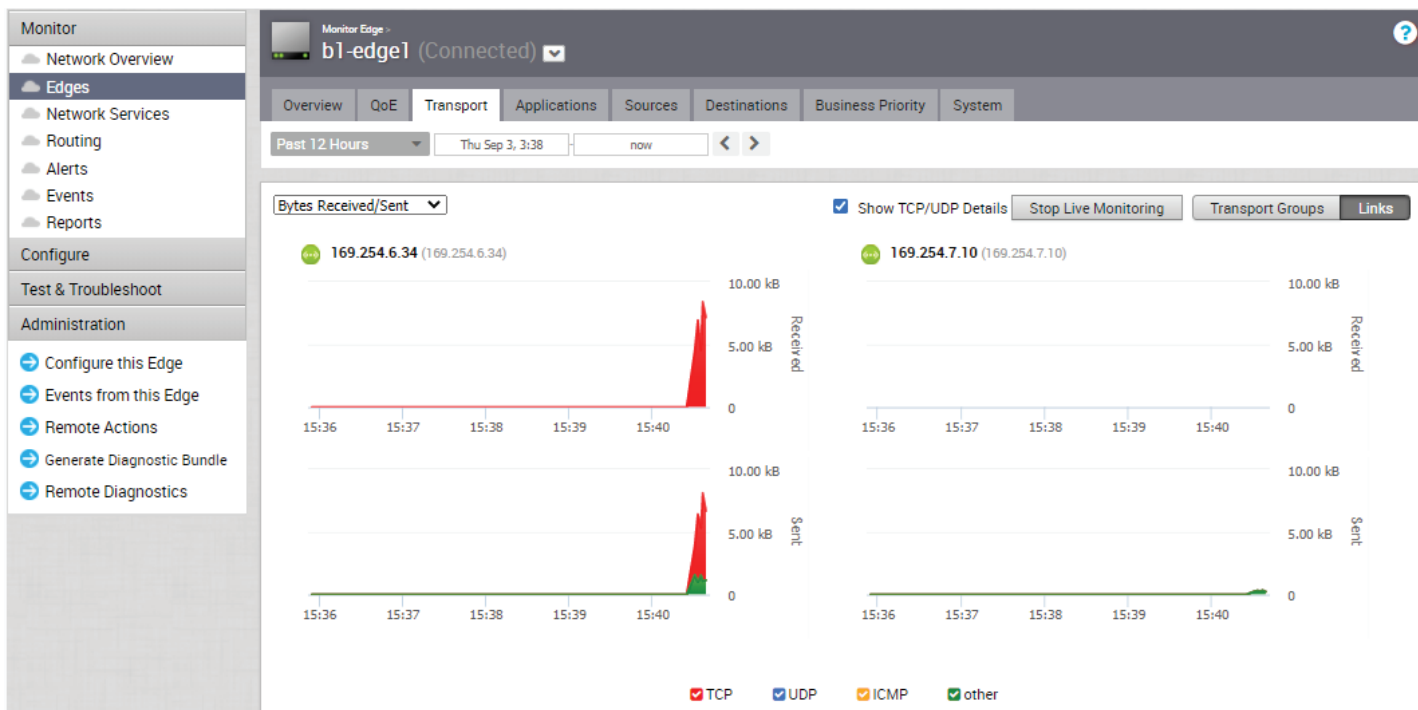 Monitor
Network Overview
Edges
Network Services
Routing
Alerts
Events
Reports
Configure
Test & Troubleshoot
Administration
Configure this Edge
Events from this Edge
Remote Actions
Generate Diagnostic Bundle
Remote Diagnostics
Monitor Edge >
b1-edge1 (Connected)
?
Overview QoE Transport Applications Sources Destinations Business Priority System
Past 12 Hours Thu Sep 3, 3:38 - now
Bytes Received/Sent Show TCP/UDP Details Stop Live Monitoring Transport Groups Links
169.254.6.34 (169.254.6.34)
10.00 kB
5.00 kB
0
Received
15:36 15:37 15:38 15:39 15:40
10.00 kB
5.00 kB
0
Sent
15:36 15:37 15:38 15:39 15:40
169.254.7.10 (169.254.7.10)
10.00 kB
5.00 kB
0
Received
15:36 15:37 15:38 15:39 15:40
10.00 kB
5.00 kB
0
Sent
15:36 15:37 15:38 15:39 15:40
TCP UDP ICMP other